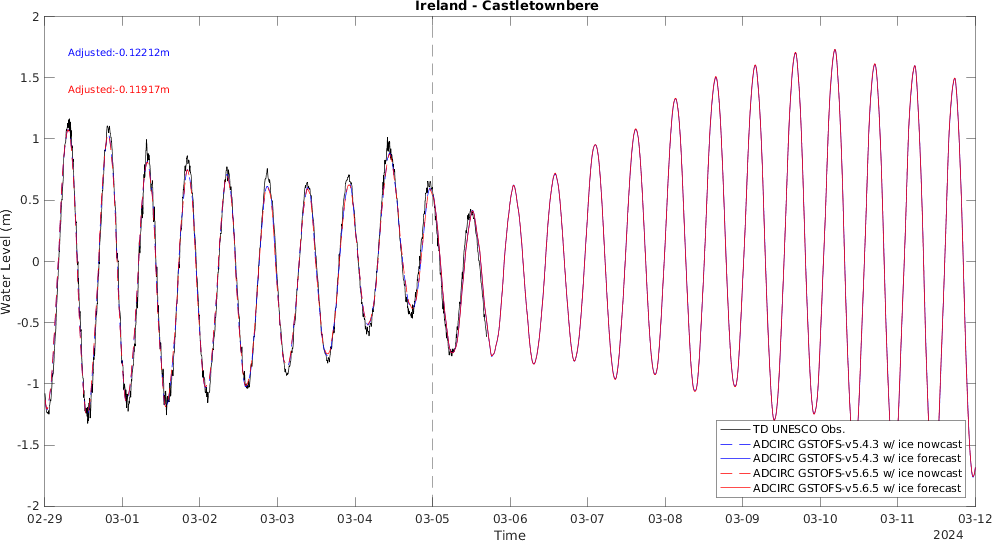 Ireland - Castletownbere
Adjusted:-0.12212m
Adjusted:-0.11917m
Water Level (m)
2
1.5
1
0.5
0
-0.5
-1
-1.5
-2
TD UNESCO Obs.
ADCIRC GSTOFS-v5.4.3 w/ ice nowcast
ADCIRC GSTOFS-v5.4.3 w/ ice forecast
ADCIRC GSTOFS-v5.6.5 w/ ice nowcast
ADCIRC GSTOFS-v5.6.5 w/ ice forecast
02-29 03-01 03-02 03-03 03-04 03-05 03-06 03-07 03-08 03-09 03-10 03-11 03-12
Time
2024